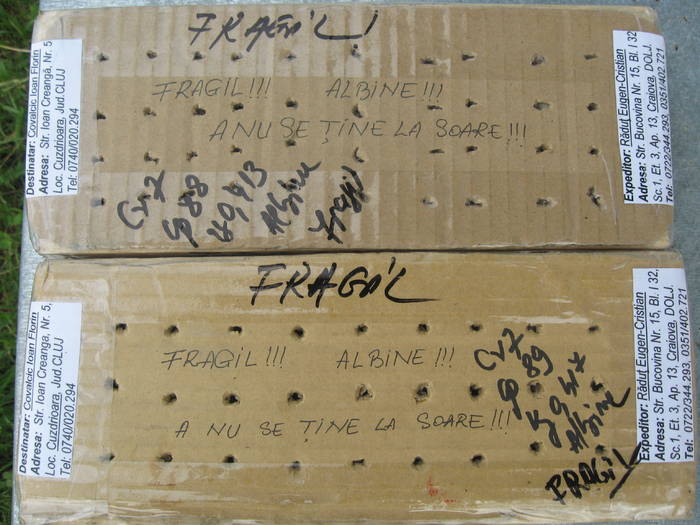 FRAGIL!
FRAGIL!!! ALBINE!!!
A NU SE ȚINE LA SOARE!!!
Albine
Fragil
Destinatar: Covalcic Ioan Florin
Adresa: Str. Ioan Creangă, Nr. 5,
Loc. Cuzdrioara, Jud.CLUJ
Tel: 0740/020.294
Expeditor: Răduț Eugen-Cristian
Adresa: Str. Bucovina Nr. 15, Bl. I 32
Sc.1, Et. 3, Ap. 13, Craiova, DOLJ.
Tel: 0722/344.293, 0351/402.721
FRAGIL
FRAGIL!!! ALBINE!!!
A NU SE ȚINE LA SOARE!!!
Albine
FRAGIL
Destinatar: Covalcic Ioan Florin
Adresa: Str. Ioan Creangă, Nr. 5,
Loc. Cuzdrioara, Jud.CLUJ
Tel: 0740/020.294
Expeditor: Răduț Eugen-Cristian
Adresa: Str. Bucovina Nr. 15, Bl. I 32,
Sc.1, Et. 3, Ap. 13, Craiova, DOLJ.
Tel: 0722/344.293, 0351/402.721